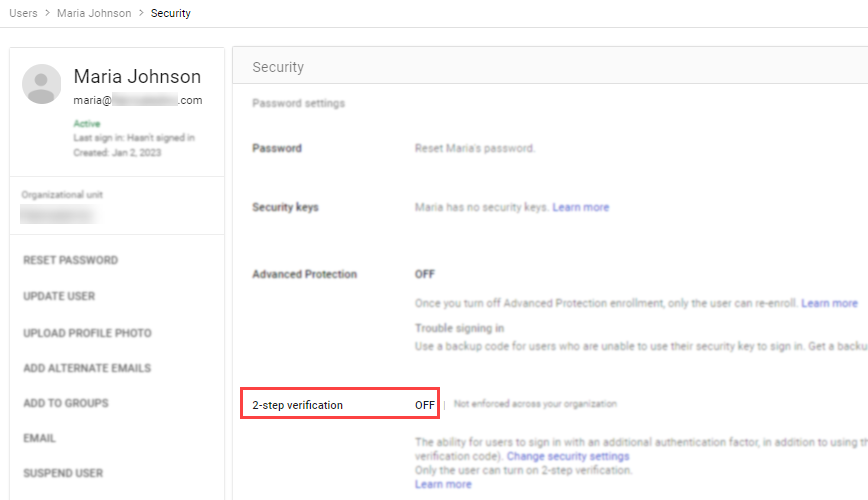 Users > Maria Johnson > Security
Maria Johnson
maria@
.com
Active
Last sign in: Hasn't signed in
Created: Jan 2, 2023
Organizational unit
RESET PASSWORD
UPDATE USER
UPLOAD PROFILE PHOTO
ADD ALTERNATE EMAILS
ADD TO GROUPS
EMAIL
SUSPEND USER
Security
Password settings
Password Reset Maria's password.
Security keys Maria has no security keys. Learn more
Advanced Protection OFF
Once you turn off Advanced Protection enrollment, only the user can re-enroll. Learn more
Trouble signing in
Use a backup code for users who are unable to use their security key to sign in. Get a backu
2-step verification OFF | Not enforced across your organization
The ability for users to sign in with an additional authentication factor, in addition to using th
verification code). Change security settings
Only the user can turn on 2-step verification.
Learn more